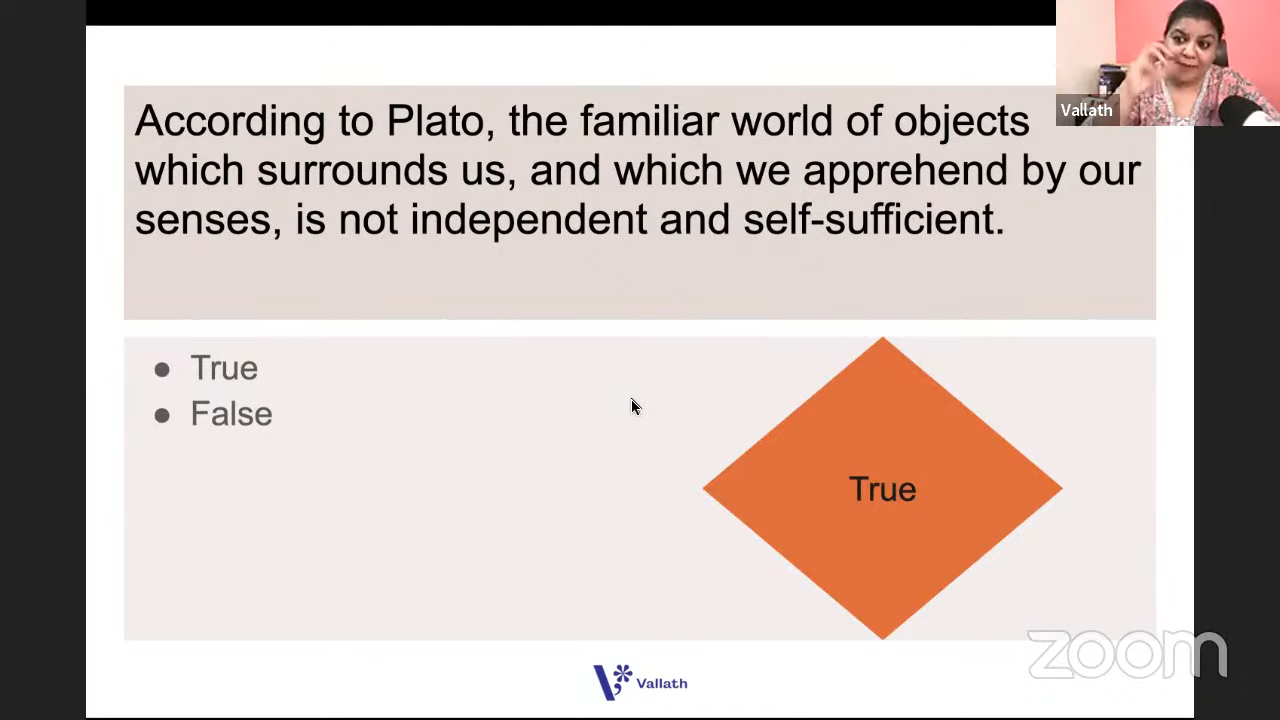 According to Plato, the familiar world of objects
which surrounds us, and which we apprehend by our
senses, is not independent and self-sufficient.
Vallath
● True
● False
True
zoom
Vallath